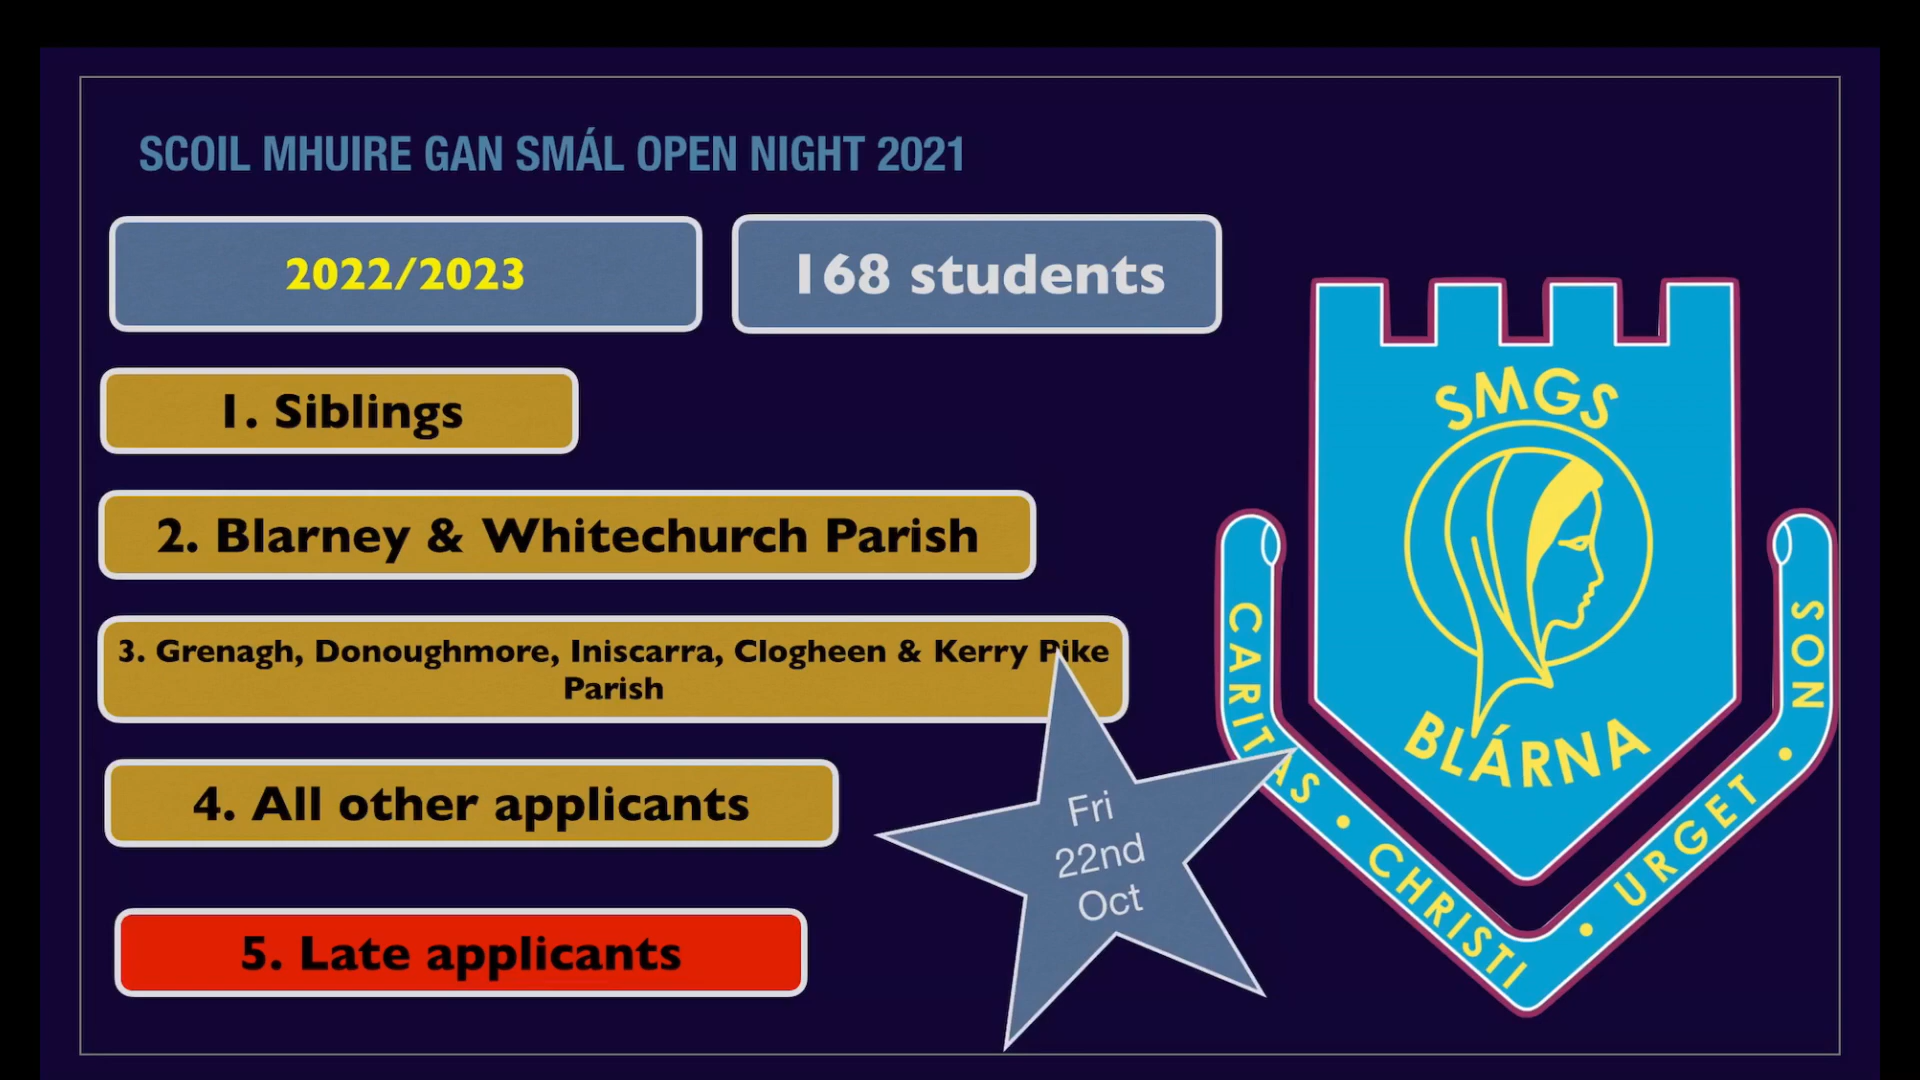 SCOIL MHUIRE GAN SMÁL OPEN NIGHT 2021
2022/2023
168 students
1. Siblings
2. Blarney & Whitechurch Parish
3. Grenagh, Donoughmore, Iniscarra, Clogheen & Kerry Pike
Parish
4. All other applicants
5. Late applicants
Fri
22nd
Oct
SMGS
BLÁRNA
CARITAS • CHRISTI • URGET • SON